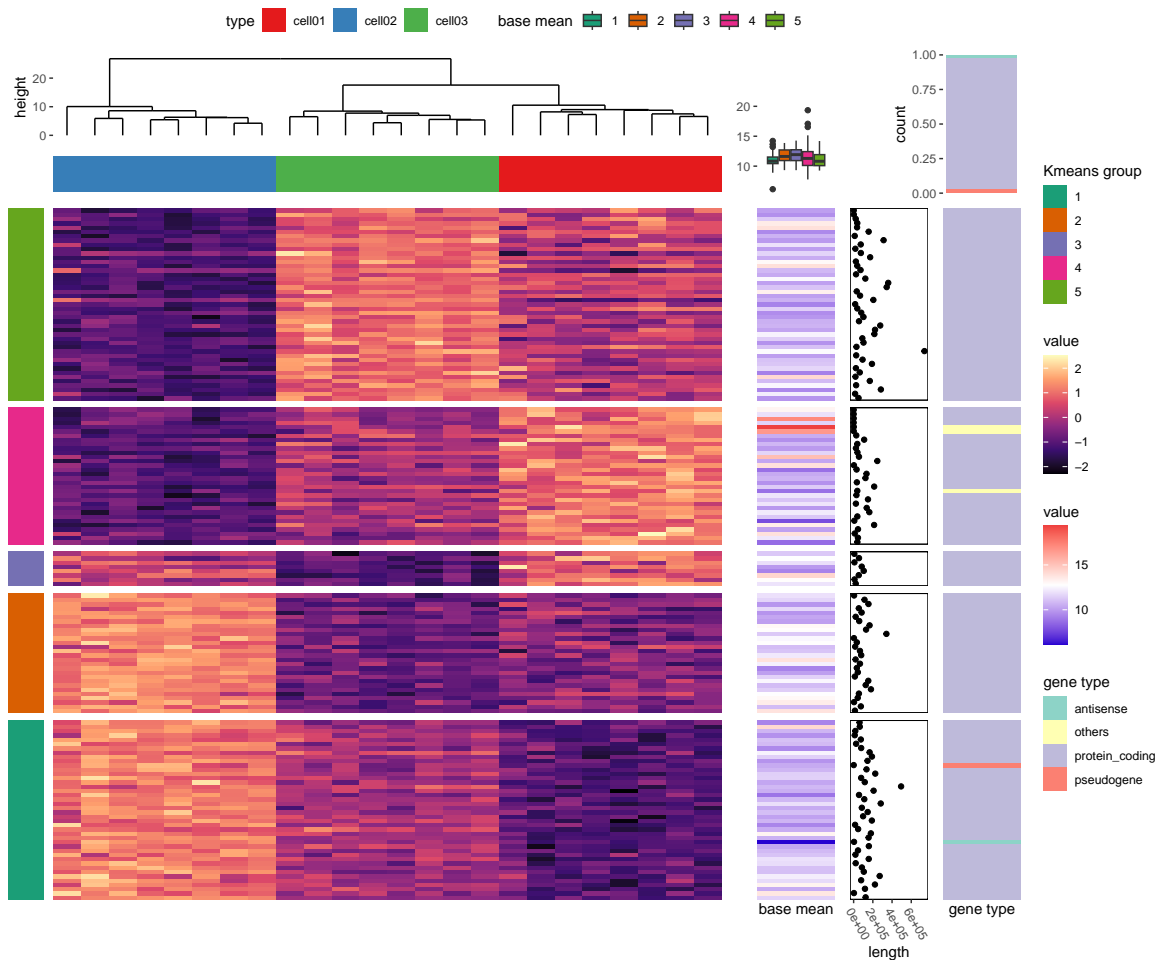 type cell01 cell02 cell03 base mean 1 2 3 4 5
height
20
10
0
20
15
10
count
1.00
0.75
0.50
0.25
0.00
Kmeans group
1
2
3
4
5
value
2
1
0
−1
−2
value
15
10
gene type
antisense
others
protein_coding
pseudogene
base mean
0e+00
2e+05
4e+05
6e+05
length
gene type